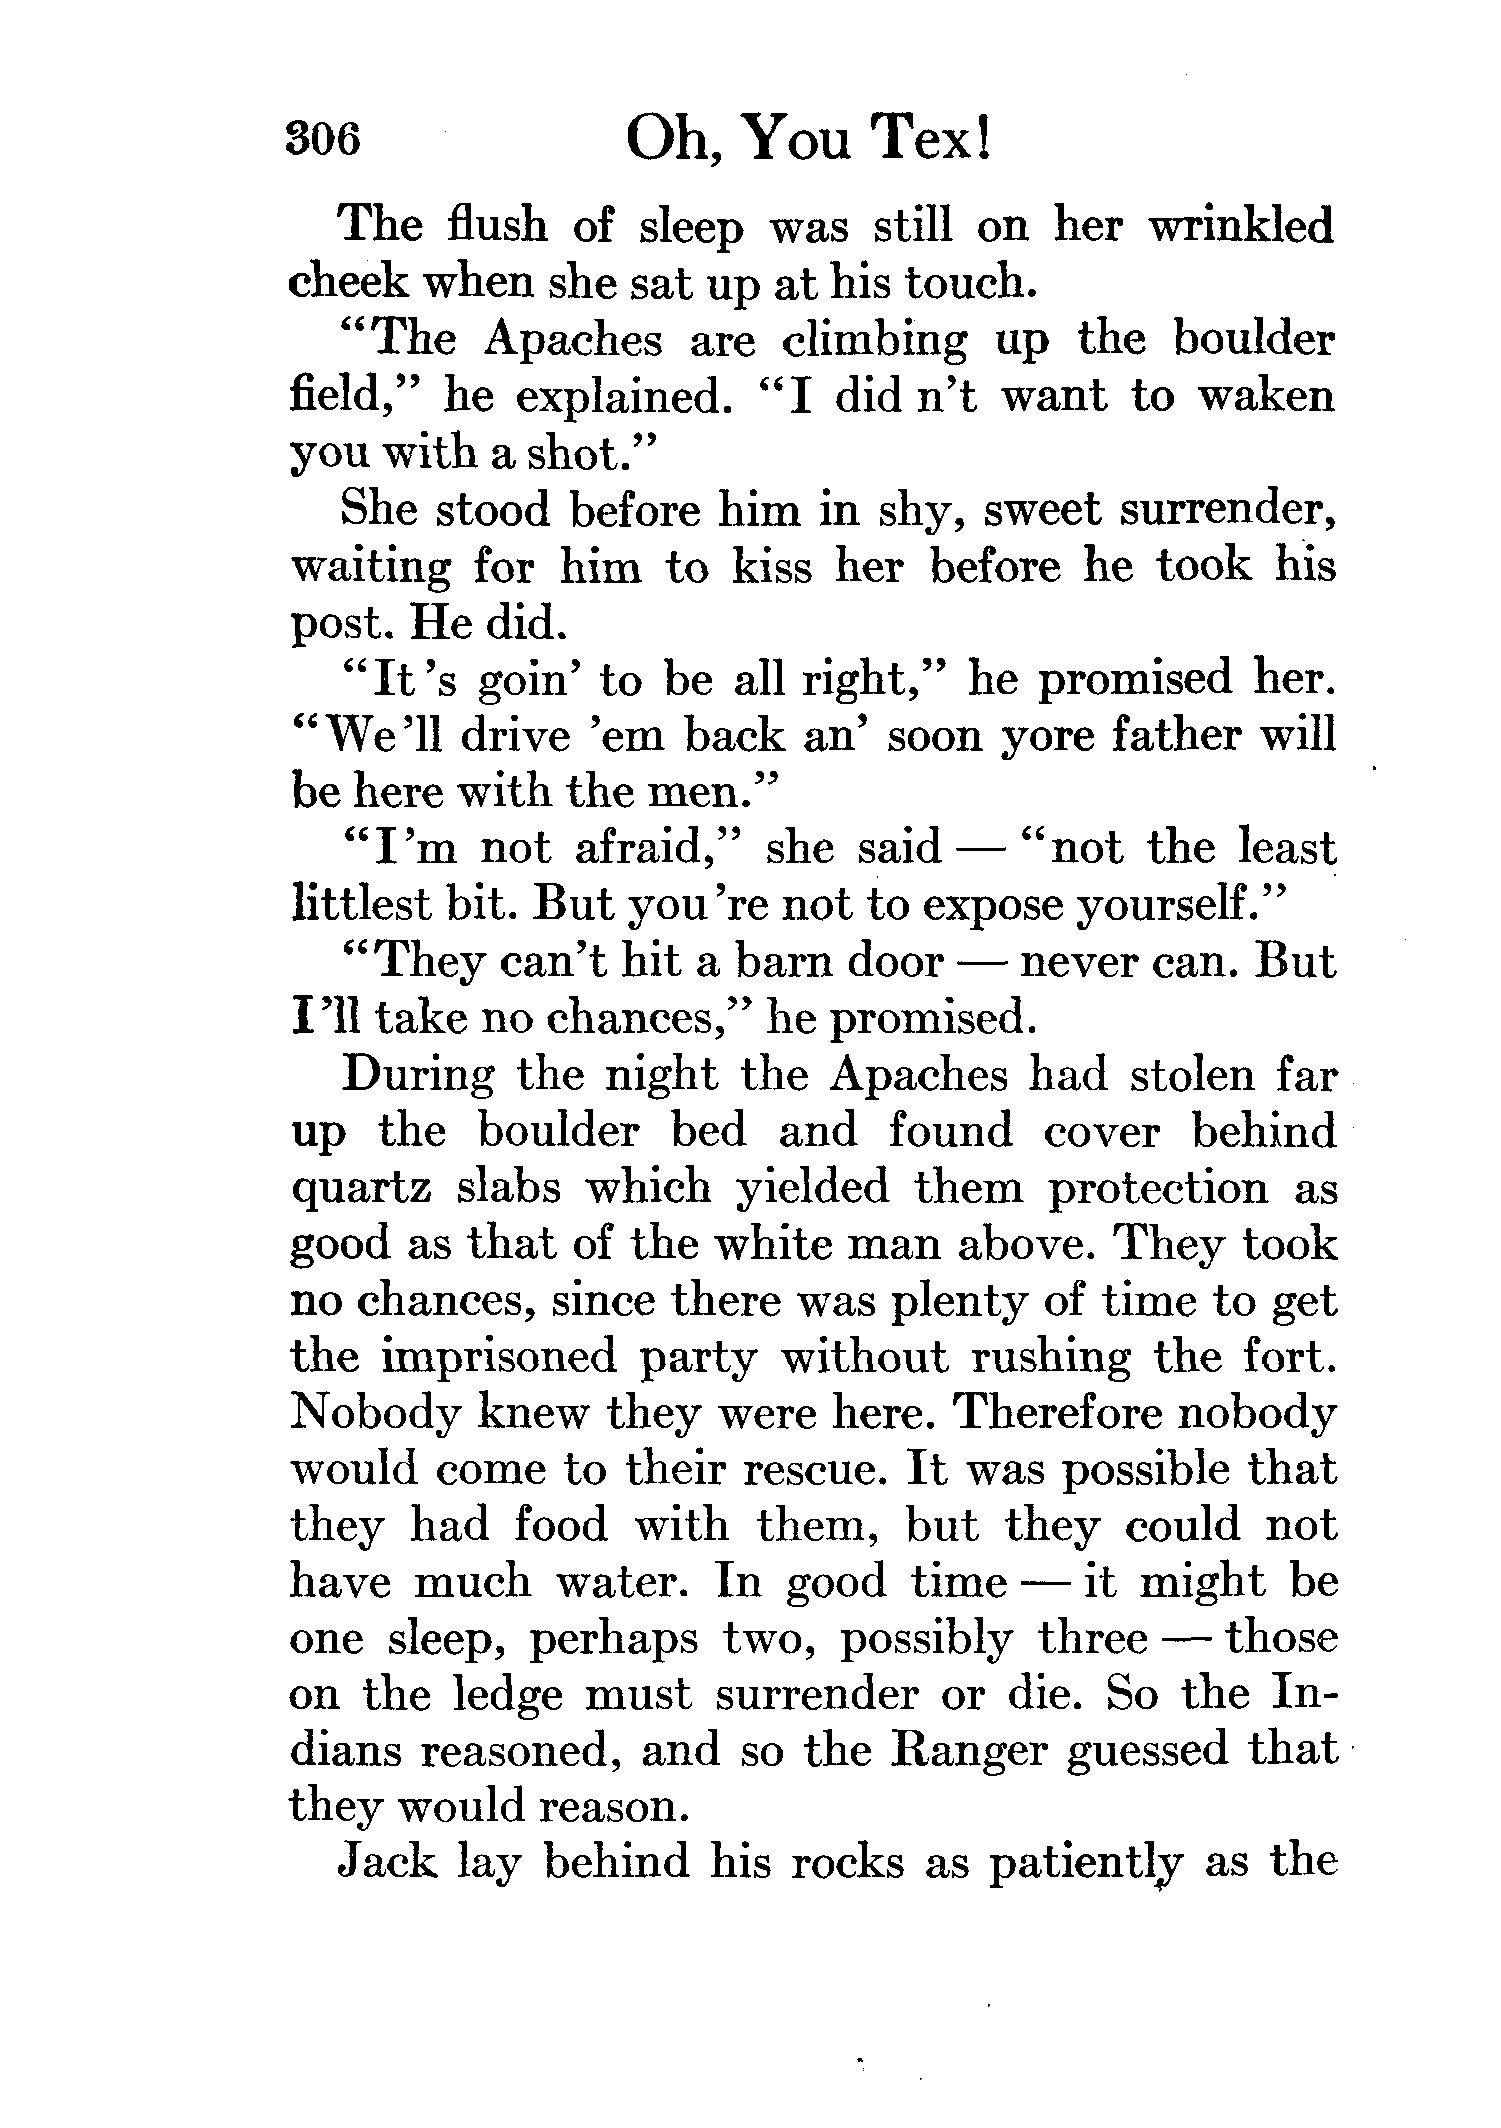 306 Oh, You Tex!
The flush of sleep was still on her wrinkled
cheek when she sat up at his touch.
“The Apaches are climbing up the boulder
field,” he explained. “I did n’t want to waken
you with a shot.”
She stood before him in shy, sweet surrender,
waiting for him to kiss her before he took his
post. He did.
“It ’s goin’ to be all right,” he promised her.
“We ’ll drive ’em back an’ soon yore father will
be here with the men.”
“I ’m not afraid,” she said — “not the least
littlest bit. But you ’re not to expose yourself.”
“They can’t hit a barn door — never can. But
I ’ll take no chances,” he promised.
During the night the Apaches had stolen far
up the boulder bed and found cover behind
quartz slabs which yielded them protection as
good as that of the white man above. They took
no chances, since there was plenty of time to get
the imprisoned party without rushing the fort.
Nobody knew they were here. Therefore nobody
would come to their rescue. It was possible that
they had food with them, but they could not
have much water. In good time — it might be
one sleep, perhaps two, possibly three — those
on the ledge must surrender or die. So the In-
dians reasoned, and so the Ranger guessed that
they would reason.
Jack lay behind his rocks as patiently as the